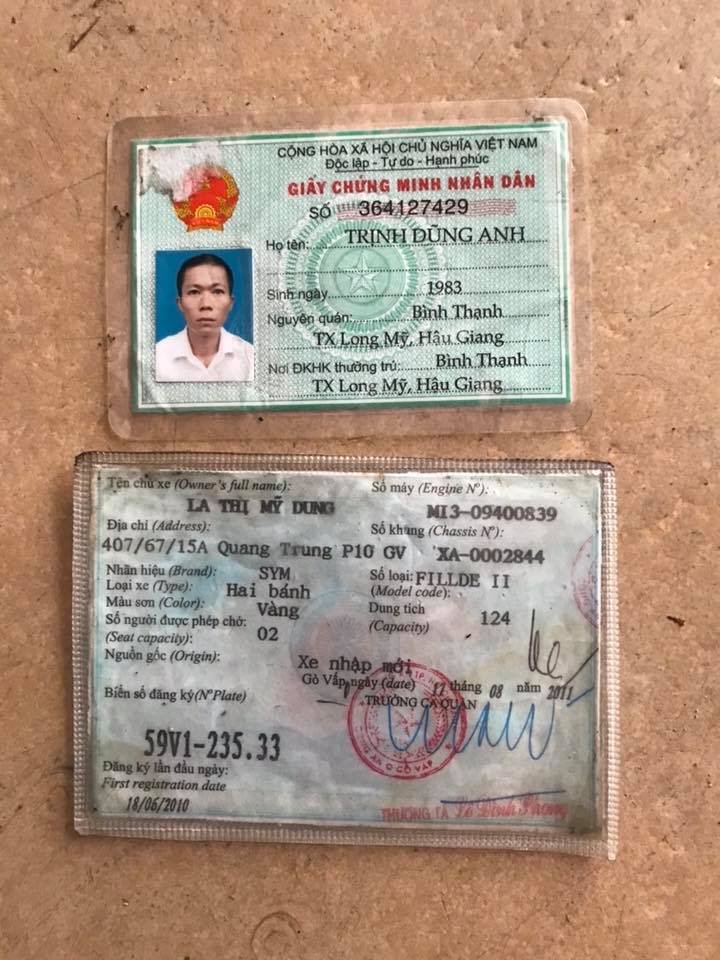 CỘNG HÒA XÃ HỘI CHỦ NGHĨA VIỆT NAM
Độc lập - Tự do - Hạnh phúc
GIẤY CHỨNG MINH NHÂN DÂN
SỐ 364127429
Họ tên: TRỊNH DŨNG ANH
Sinh ngày 1983
Nguyên quán: Bình Thạnh
TX Long Mỹ, Hậu Giang
Nơi ĐKHK thường trú: Bình Thạnh
TX Long Mỹ, Hậu Giang
Tên chủ xe (Owner's full name):
LA THỊ MỸ DUNG
Số máy (Engine Nº):
MI3-09400839
Địa chỉ (Address):
407/67/15A Quang Trung P10 GV
Số khung (Chassis Nº):
XA-0002844
Nhãn hiệu (Brand): SYM
Số loại: FILLDE II
(Model code):
Loại xe (Type): Hai bánh
Màu sơn (Color): Vàng
Dung tích 124
(Capacity)
Số người được phép chở: 02
(Seat capacity):
Nguồn gốc (Origin): Xe nhập mới
Gò Vấp, ngày (date) 17 tháng 08 năm 2011
TRƯỞNG CA QUẬN
Biển số đăng ký (Nº Plate)
59V1-235.33
Đăng ký lần đầu ngày:
First registration date
18/06/2010
THƯỢNG TÁ Lê Đình Phong